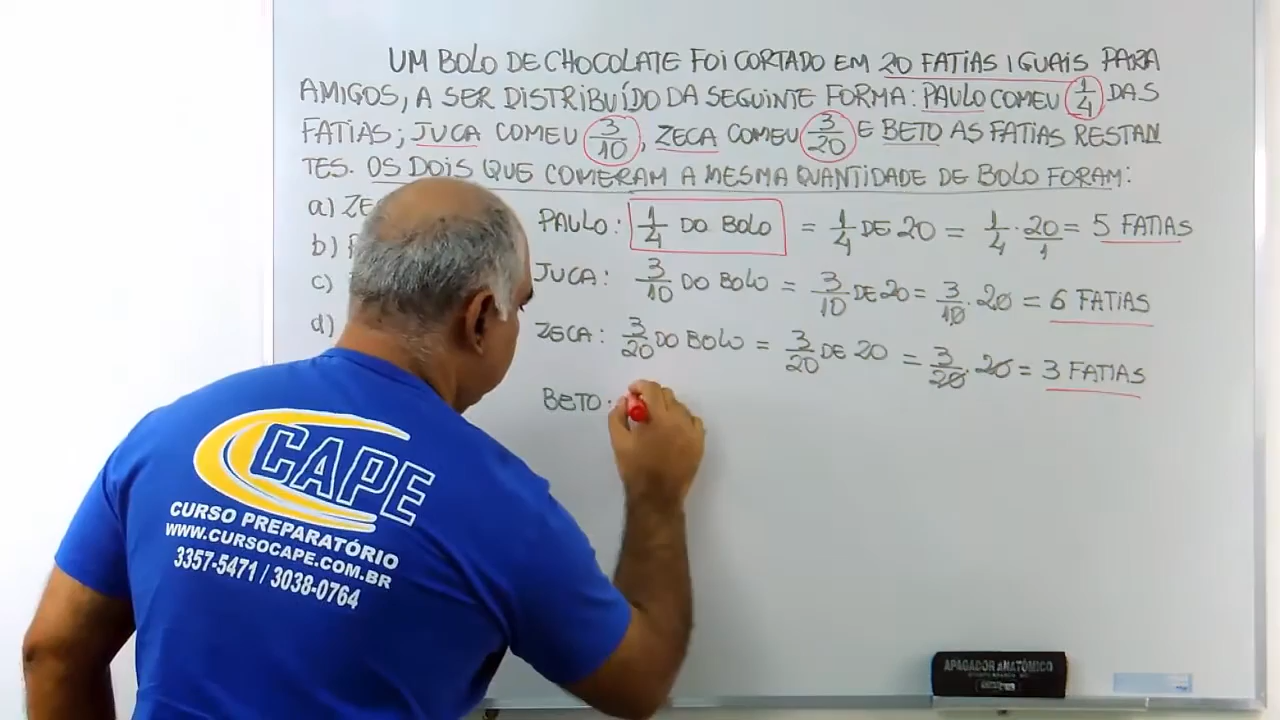 UM BOLO DE CHOCOLATE FOI CORTADO EM 20 FATIAS IGUAIS PARA
AMIGOS, A SER DISTRIBUÍDO DA SEGUINTE FORMA: PAULO COMEU 1/4 DAS
FATIAS; JUCA COMEU 3/10, ZECA COMEU 3/20 E BETO AS FATIAS RESTAN
TES. OS DOIS QUE COMERAM A MESMA QUANTIDADE DE BOLO FORAM:
a) ZE
b)
c)
d)
PAULO: 1/4 DO BOLO = 1/4 DE 20 = 1/4 · 20/1 = 5 FATIAS
JUCA: 3/10 DO BOLO = 3/10 DE 20 = 3/10 · 20 = 6 FATIAS
ZECA: 3/20 DO BOLO = 3/20 DE 20 = 3/20 · 20 = 3 FATIAS
BETO:
CAPE
CURSO PREPARATÓRIO
WWW.CURSOCAPE.COM.BR
3357-5471 / 3038-0764
APAGADOR ANATÔMICO